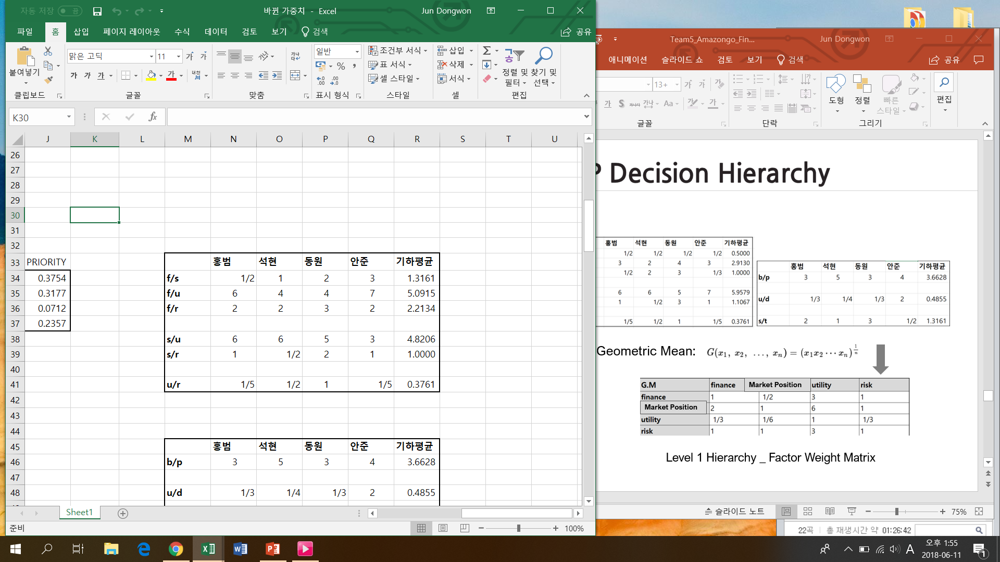 자동 저장 끔
바뀐 가중치 - Excel
Jun Dongwon
파일 홈 삽입 페이지 레이아웃 수식 데이터 검토 보기 검색 공유
붙여넣기
클립보드
맑은 고딕 11
가 가
가 가 가
가
내천
글꼴
가나다
맞춤
일반
% ,
표시 형식
조건부 서식
표 서식
셀 스타일
스타일
삽입
삭제
서식
셀
정렬 및 필터
찾기 및 선택
편집
K30 fx
J K L M N O P Q R S T U
26
27
28
29
30
31
32
33 PRIORITY 홍범 석현 동원 안준 기하평균
34 0.3754 f/s 1/2 1 2 3 1.3161
35 0.3177 f/u 6 4 4 7 5.0915
36 0.0712 f/r 2 2 3 2 2.2134
37 0.2357
38 s/u 6 6 5 3 4.8206
39 s/r 1 1/2 2 1 1.0000
40
41 u/r 1/5 1/2 1 1/5 0.3761
42
43
44
45 홍범 석현 동원 안준 기하평균
46 b/p 3 5 3 4 3.6628
47
48 u/d 1/3 1/4 1/3 2 0.4855
Sheet1
준비
100%
Team5_Amazongo_Fin...
Jun Dongwon
애니메이션 슬라이드 쇼 검토 보기 검색 공유
13+ 가 가 가
가 S 가나 Aa 가
글꼴
단락
도형
정렬
빠른 스타일
그리기
편집
P Decision Hierarchy
홍범 석현 동원 안준 기하평균
1/2 1/2 1/2 1/2 0.5000
3 2 4 3 2.9130
1/2 2 3 1/3 1.0000
6 6 5 7 5.9579
1 1/2 3 1 1.1067
1/5 1/2 1 1/5 0.3761
홍범 석현 동원 안준 기하평균
b/p 3 5 3 4 3.6628
u/d 1/3 1/4 1/3 2 0.4855
s/t 2 1 3 1/2 1.3161
Geometric Mean: G(x₁, x₂, …, xₙ) = (x₁x₂⋯xₙ)^(1/n)
G.M finance Market Position utility risk
finance 1 1/2 3 1
Market Position 2 1 6 1
utility 1/3 1/6 1 1/3
risk 1 1 3 1
Level 1 Hierarchy _ Factor Weight Matrix
슬라이드 노트
75%
22곡 총 재생시간 약 01:26:42
A
오후 1:55
2018-06-11
1